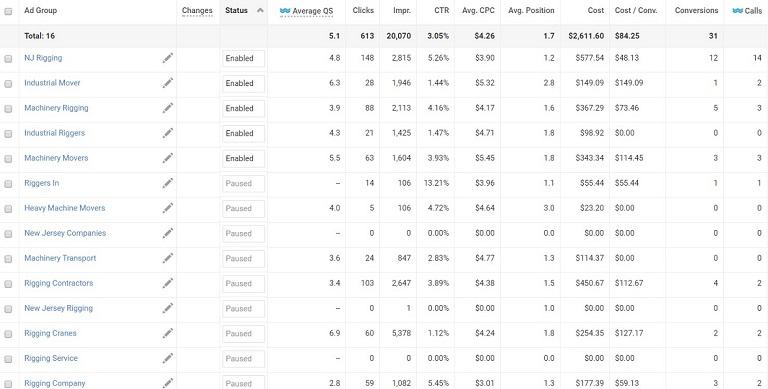 Ad Group Changes Status Average QS Clicks Impr. CTR Avg. CPC Avg. Position Cost Cost / Conv. Conversions Calls
Total: 16 5.1 613 20,070 3.05% $4.26 1.7 $2,611.60 $84.25 31
NJ Rigging Enabled 4.8 148 2,815 5.26% $3.90 1.2 $577.54 $48.13 12 14
Industrial Mover Enabled 6.3 28 1,946 1.44% $5.32 2.8 $149.09 $149.09 1 2
Machinery Rigging Enabled 3.9 88 2,113 4.16% $4.17 1.6 $367.29 $73.46 5 3
Industrial Riggers Enabled 4.3 21 1,425 1.47% $4.71 1.6 $98.92 $0.00 0 0
Machinery Movers Enabled 5.5 63 1,604 3.93% $5.45 1.8 $343.34 $114.45 3 3
Riggers In Paused -- 14 106 13.21% $3.96 1.1 $55.44 $55.44 1 1
Heavy Machine Movers Paused 4.0 5 106 4.72% $4.64 3.0 $23.20 $0.00 0 0
New Jersey Companies Paused -- 0 0 0.00% $0.00 0.0 $0.00 $0.00 0 0
Machinery Transport Paused 3.6 24 847 2.83% $4.77 1.3 $114.37 $0.00 0 0
Rigging Contractors Paused 3.4 103 2,647 3.89% $4.38 1.5 $450.67 $112.67 4 2
New Jersey Rigging Paused -- 0 1 0.00% $0.00 1.0 $0.00 $0.00 0 0
Rigging Cranes Paused 6.9 60 5,378 1.12% $4.24 1.8 $254.35 $127.17 2 2
Rigging Service Paused -- 0 0 0.00% $0.00 0.0 $0.00 $0.00 0 0
Rigging Company Paused 2.8 59 1,082 5.45% $3.01 1.3 $177.39 $59.13 3 2